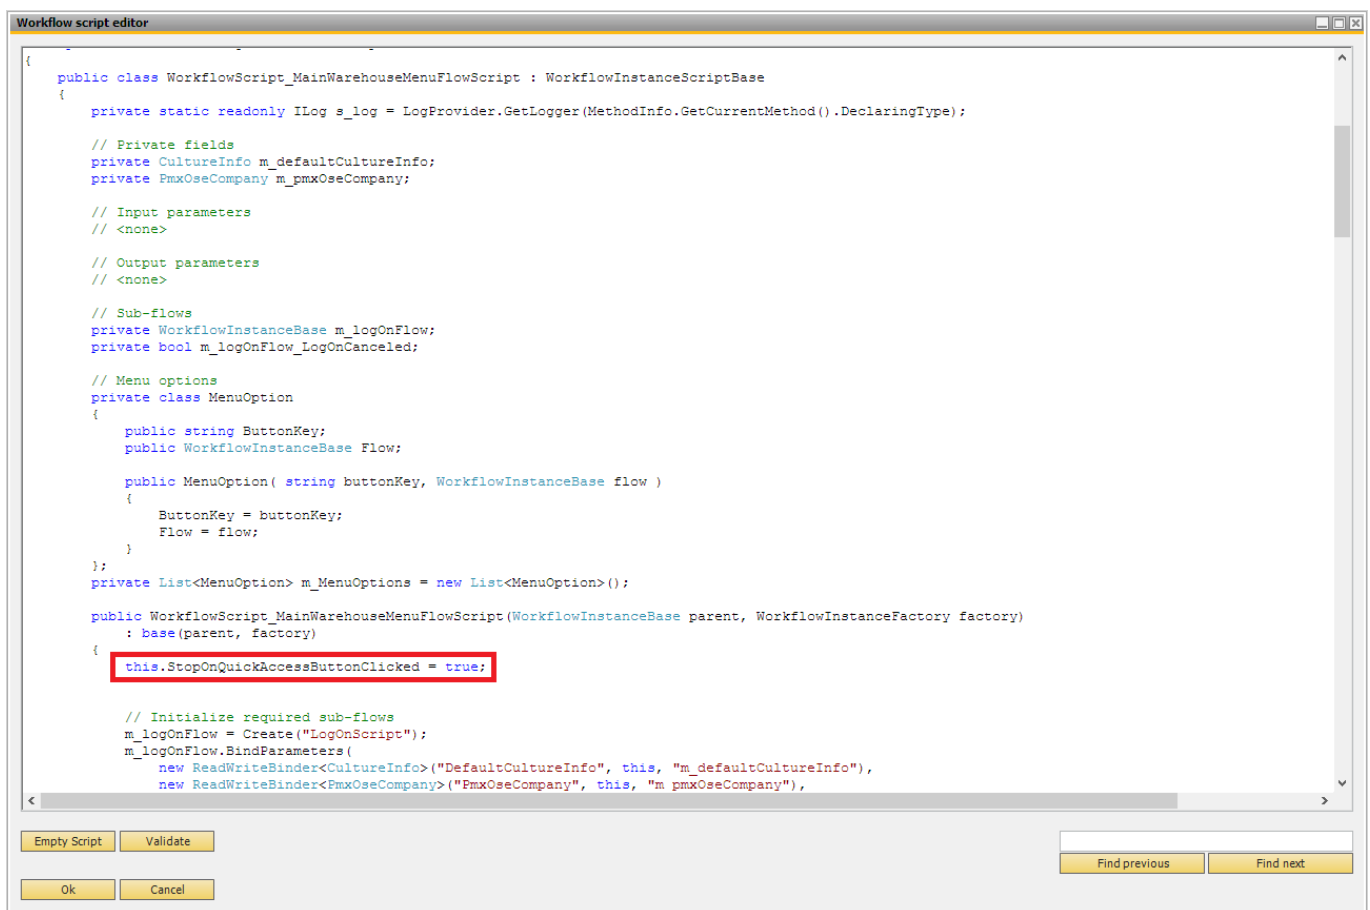 Workflow script editor
{
public class WorkflowScript_MainWarehouseMenuFlowScript : WorkflowInstanceScriptBase
{
private static readonly ILog s_log = LogProvider.GetLogger(MethodInfo.GetCurrentMethod().DeclaringType);
// Private fields
private CultureInfo m_defaultCultureInfo;
private PmxOseCompany m_pmxOseCompany;
// Input parameters
// <none>
// Output parameters
// <none>
// Sub-flows
private WorkflowInstanceBase m_logOnFlow;
private bool m_logOnFlow_LogOnCanceled;
// Menu options
private class MenuOption
{
public string ButtonKey;
public WorkflowInstanceBase Flow;
public MenuOption( string buttonKey, WorkflowInstanceBase flow )
{
ButtonKey = buttonKey;
Flow = flow;
}
};
private List<MenuOption> m_MenuOptions = new List<MenuOption>();
public WorkflowScript_MainWarehouseMenuFlowScript(WorkflowInstanceBase parent, WorkflowInstanceFactory factory)
: base(parent, factory)
{
this.StopOnQuickAccessButtonClicked = true;
// Initialize required sub-flows
m_logOnFlow = Create("LogOnScript");
m_logOnFlow.BindParameters(
new ReadWriteBinder<CultureInfo>("DefaultCultureInfo", this, "m_defaultCultureInfo"),
new ReadWriteBinder<PmxOseCompany>("PmxOseCompany", this, "m_pmxOseCompany"),
Empty Script
Validate
Find previous
Find next
Ok
Cancel